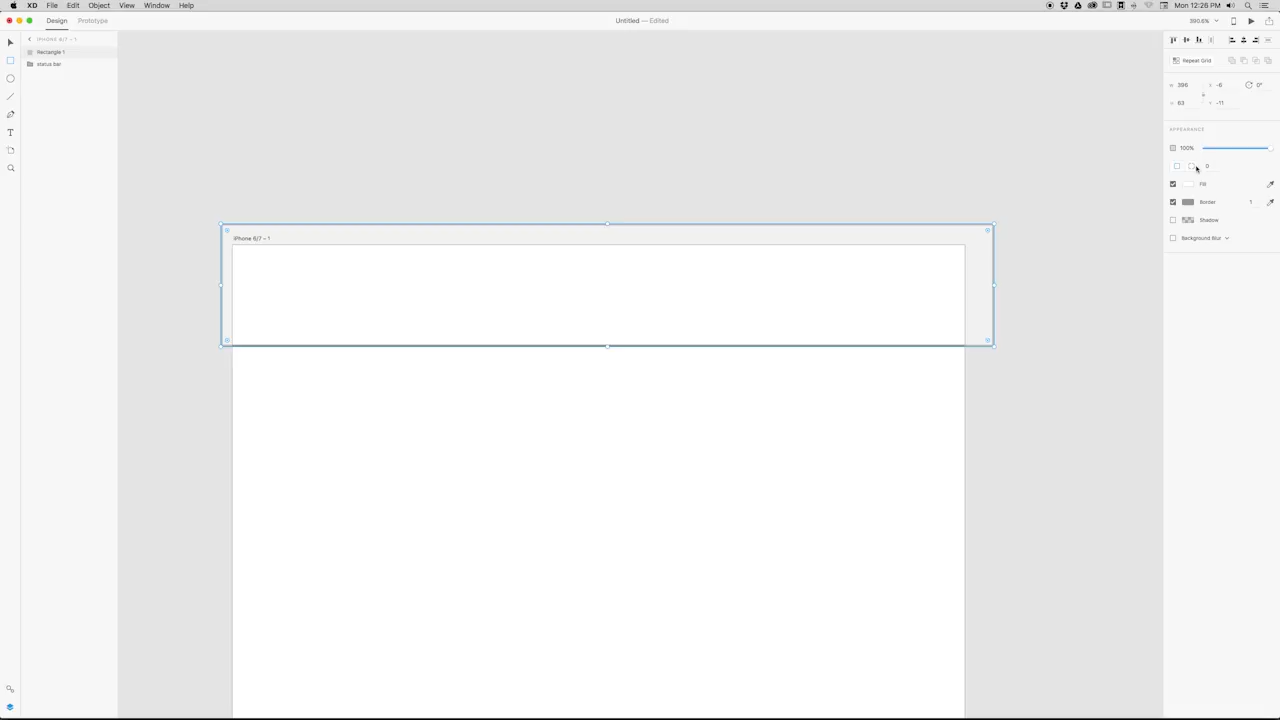 XD File Edit Object View Window Help Mon 12:26 PM
Design Prototype Untitled — Edited 590.6%
IPHONE 6/7 – 1
Rectangle 1
status bar
Repeat Grid
W 396 X -6 0°
H 63 Y -11
APPEARANCE
100%
0
Fill
Border 1
Shadow
Background Blur
iPhone 6/7 – 1